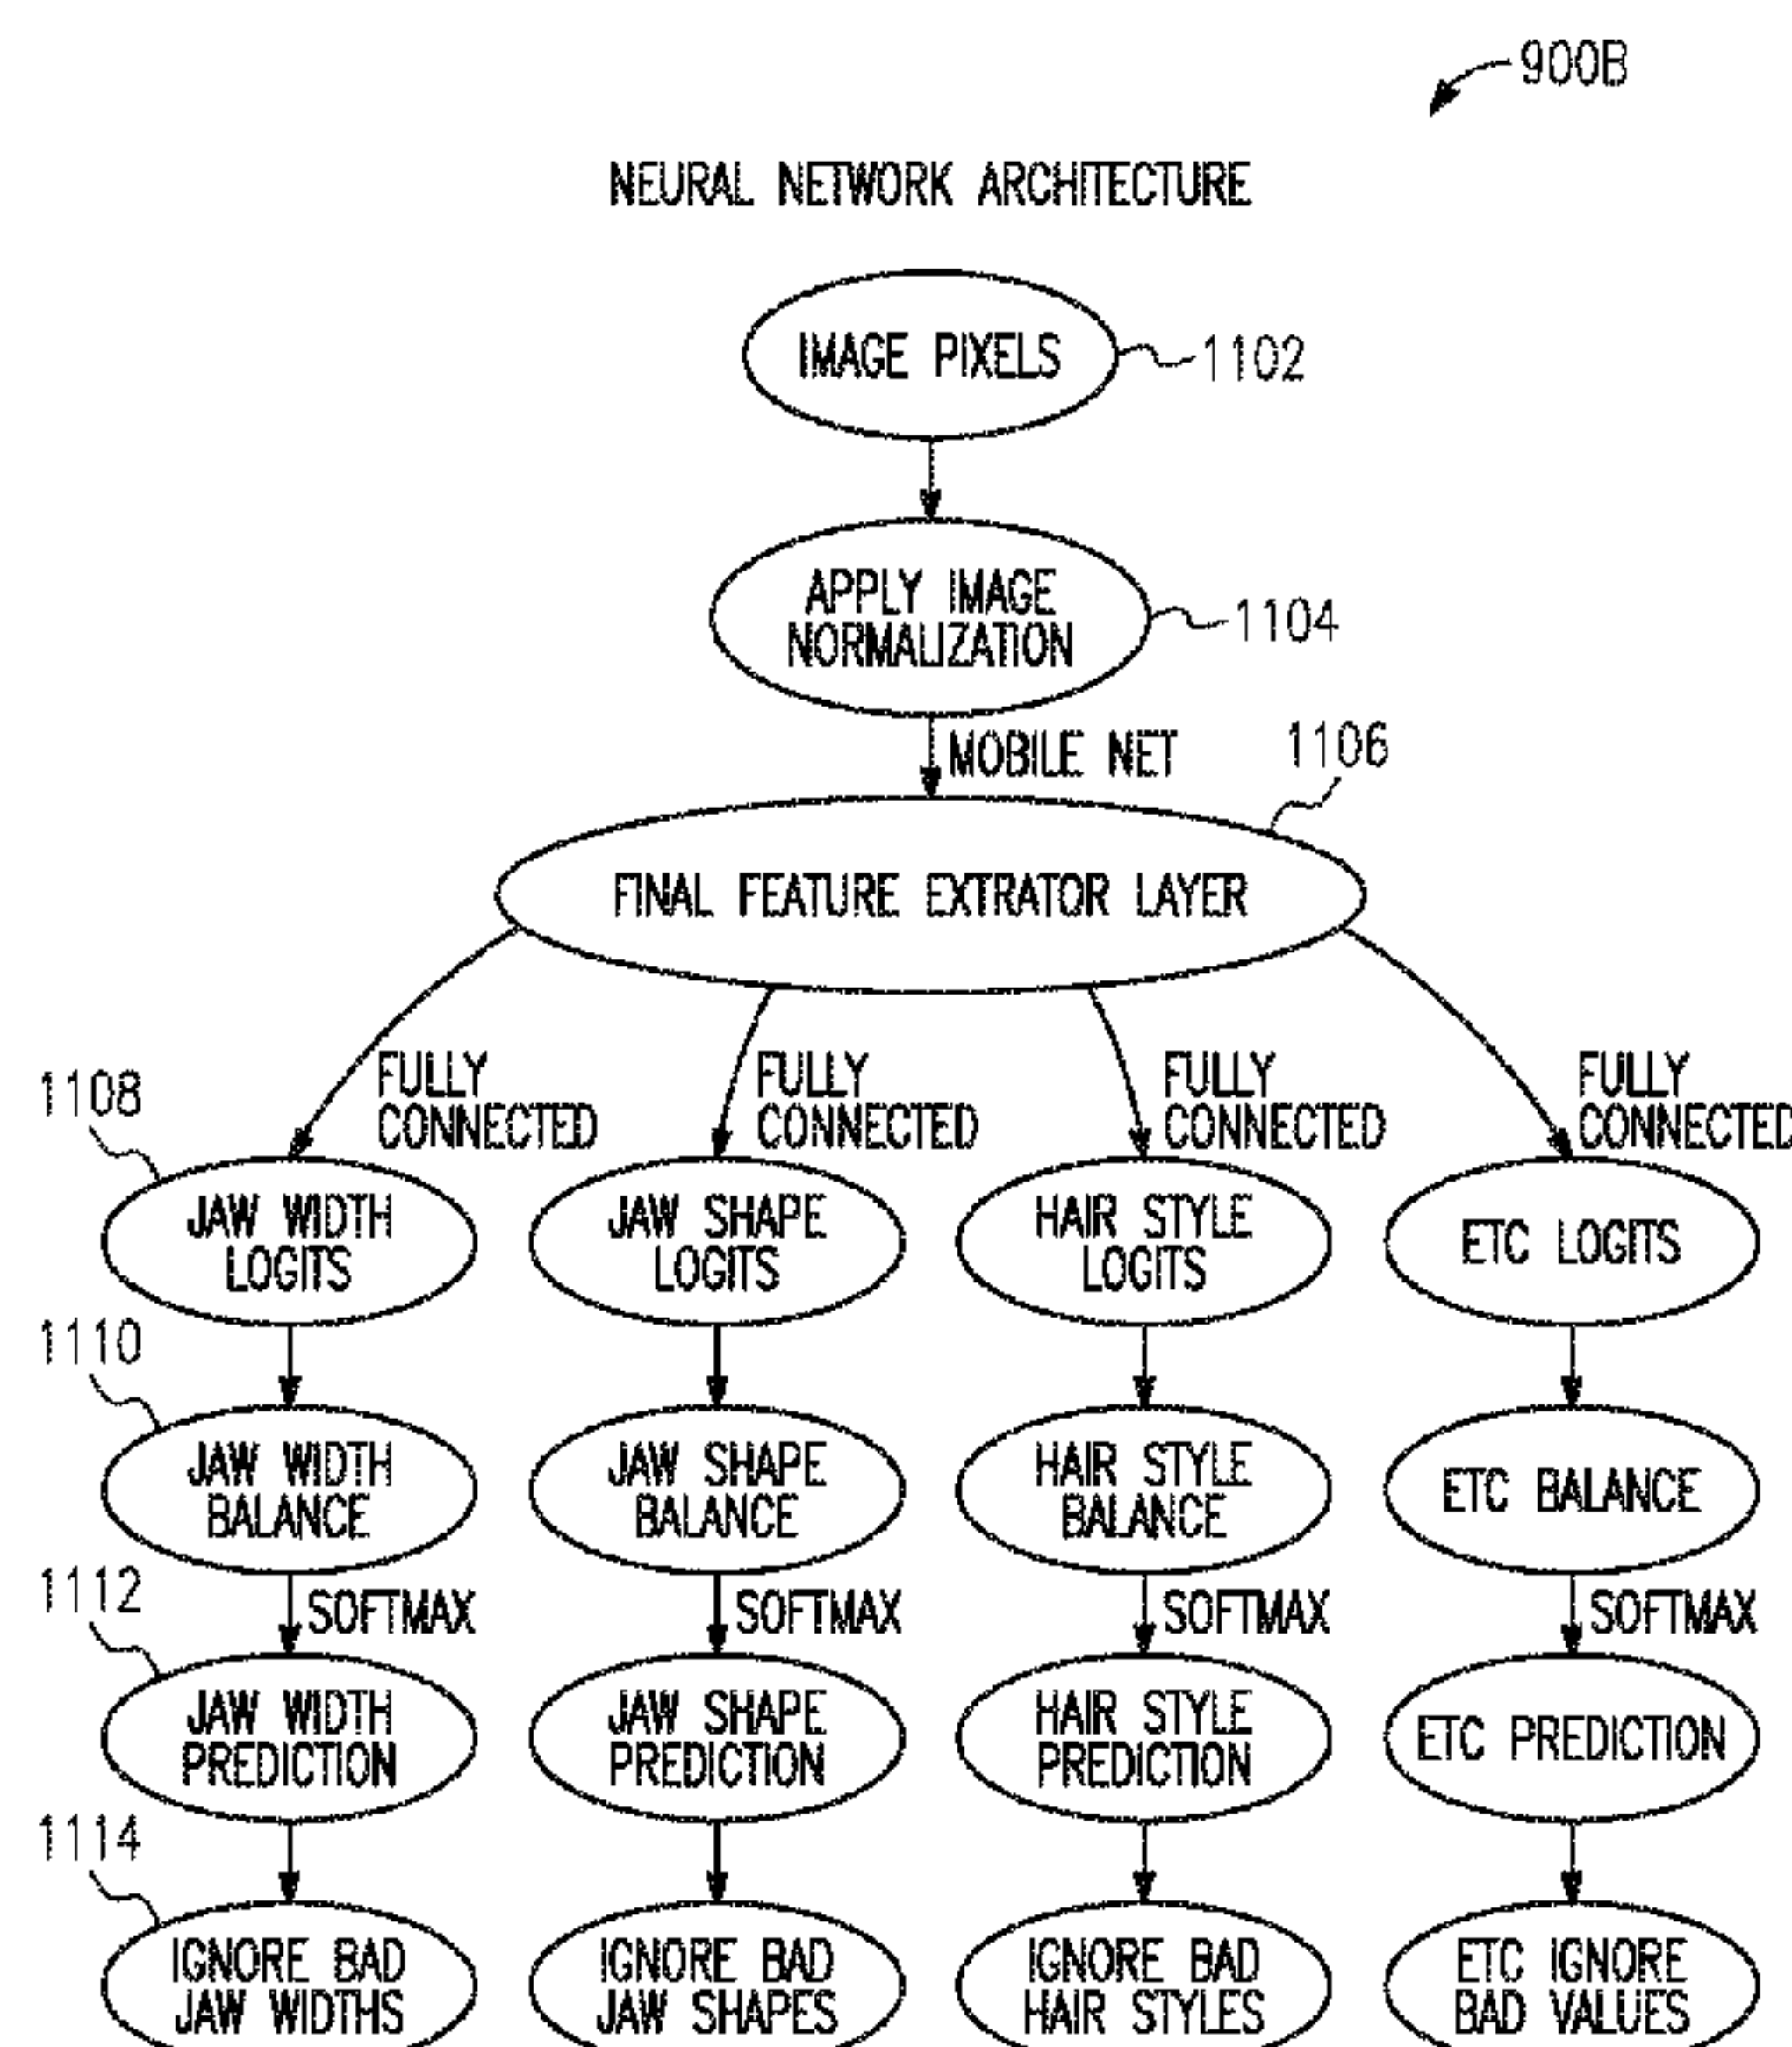 900B
NEURAL NETWORK ARCHITECTURE
IMAGE PIXELS
1102
APPLY IMAGE
NORMALIZATION
1104
MOBILE NET
1106
FINAL FEATURE EXTRATOR LAYER
FULLY
CONNECTED
FULLY
CONNECTED
FULLY
CONNECTED
FULLY
CONNECTED
1108
JAW WIDTH
LOGITS
JAW SHAPE
LOGITS
HAIR STYLE
LOGITS
ETC LOGITS
1110
JAW WIDTH
BALANCE
JAW SHAPE
BALANCE
HAIR STYLE
BALANCE
ETC BALANCE
1112
SOFTMAX
SOFTMAX
SOFTMAX
SOFTMAX
JAW WIDTH
PREDICTION
JAW SHAPE
PREDICTION
HAIR STYLE
PREDICTION
ETC PREDICTION
1114
IGNORE BAD
JAW WIDTHS
IGNORE BAD
JAW SHAPES
IGNORE BAD
HAIR STYLES
ETC IGNORE
BAD VALUES